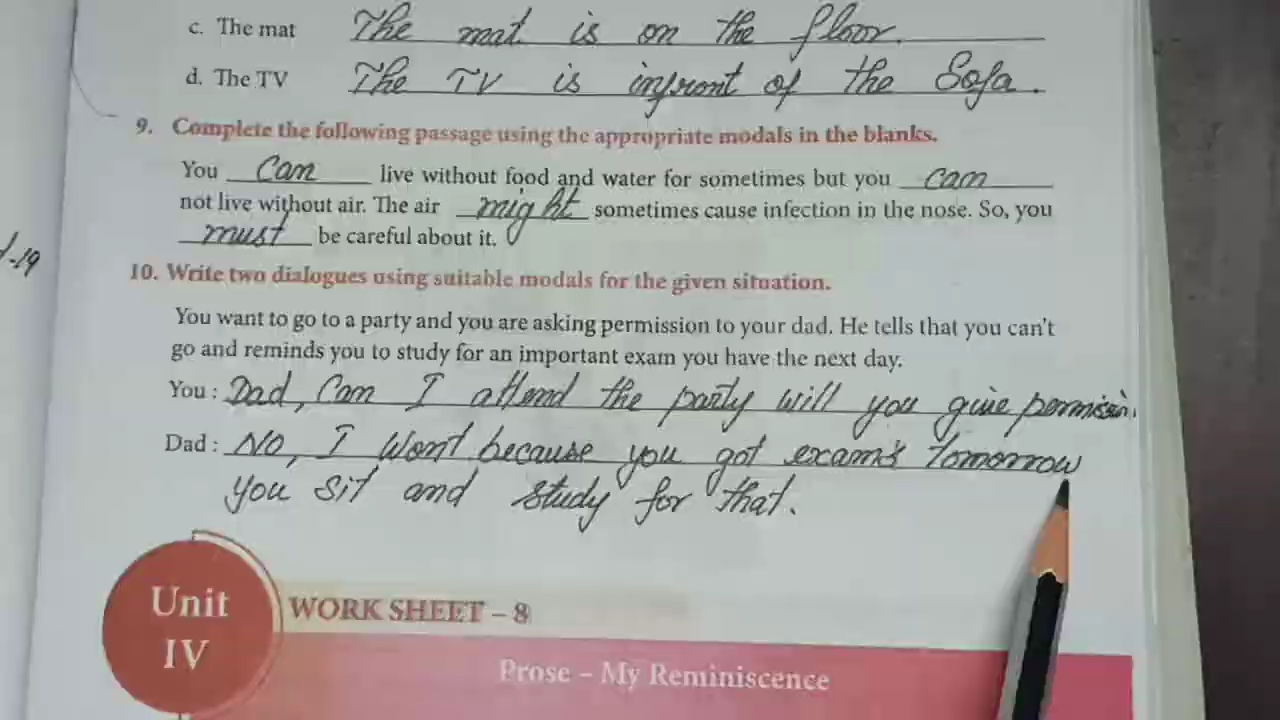 c. The mat The mat is on the floor.
d. The TV The TV is infront of the Sofa.
9. Complete the following passage using the appropriate modals in the blanks.
You can live without food and water for sometimes but you can
not live without air. The air might sometimes cause infection in the nose. So, you
must be careful about it.
-19
10. Write two dialogues using suitable modals for the given situation.
You want to go to a party and you are asking permission to your dad. He tells that you can't
go and reminds you to study for an important exam you have the next day.
You : Dad, Can I attend the party will you give permission.
Dad : No, I Won't because you got exams tomorrow
you sit and study for that.
Unit
IV
WORK SHEET – 8
Prose – My Reminiscence